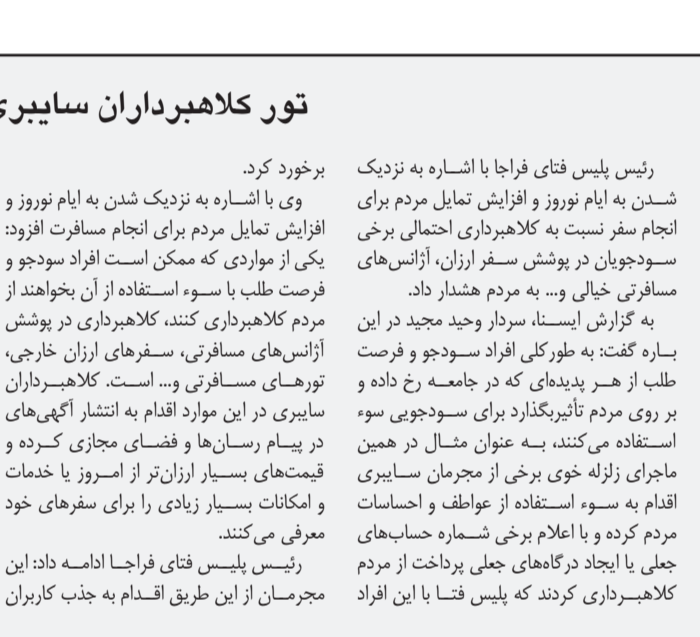 تور کلاهبرداران سایبری
رئیس پلیس فتای فراجا با اشاره به نزدیک
شدن به ایام نوروز و افزایش تمایل مردم برای
انجام سفر نسبت به کلاهبرداری احتمالی برخی
سودجویان در پوشش سفر ارزان، آژانس‌های
مسافرتی خیالی و... به مردم هشدار داد.
به گزارش ایسنا، سردار وحید مجید در این
باره گفت: به طورکلی افراد سودجو و فرصت
طلب از هر پدیده‌ای که در جامعه رخ داده و
بر روی مردم تأثیربگذارد برای سودجویی سوء
استفاده می‌کنند، به عنوان مثال در همین
ماجرای زلزله خوی برخی از مجرمان سایبری
اقدام به سوء استفاده از عواطف و احساسات
مردم کرده و با اعلام برخی شماره حساب‌های
جعلی یا ایجاد درگاه‌های جعلی پرداخت از مردم
کلاهبرداری کردند که پلیس فتا با این افراد
برخورد کرد.
وی با اشاره به نزدیک شدن به ایام نوروز و
افزایش تمایل مردم برای انجام مسافرت افزود:
یکی از مواردی که ممکن است افراد سودجو و
فرصت طلب با سوء استفاده از آن بخواهند از
مردم کلاهبرداری کنند، کلاهبرداری در پوشش
آژانس‌های مسافرتی، سفرهای ارزان خارجی،
تورهای مسافرتی و... است. کلاهبرداران
سایبری در این موارد اقدام به انتشار آگهی‌های
در پیام رسان‌ها و فضای مجازی کرده و
قیمت‌های بسیار ارزان‌تر از امروز یا خدمات
و امکانات بسیار زیادی را برای سفرهای خود
معرفی می‌کنند.
رئیس پلیس فتای فراجا ادامه داد: این
مجرمان از این طریق اقدام به جذب کاربران